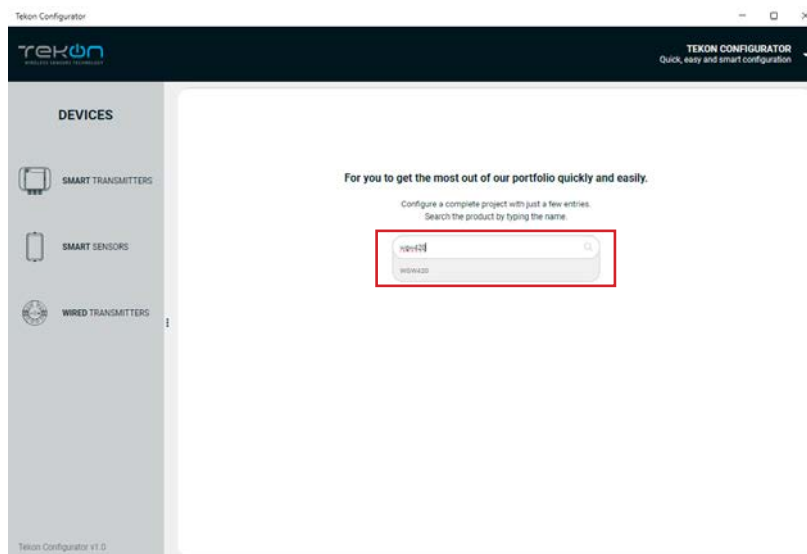 Tekon Configurator
TEKON
WIRELESS SENSORS TECHNOLOGY
TEKON CONFIGURATOR
Quick, easy and smart configuration
DEVICES
SMART TRANSMITTERS
SMART SENSORS
WIRED TRANSMITTERS
For you to get the most out of our portfolio quickly and easily.
Configure a complete project with just a few entries.
Search the product by typing the name.
wgw420
WGW420
Tekon Configurator v1.0